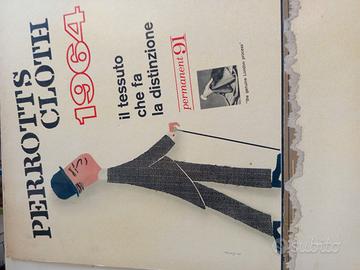 PERROTTS
CLOTH
1964
il tessuto
che fa
la distinzione
permanent 91
"the genuine London process"
subito